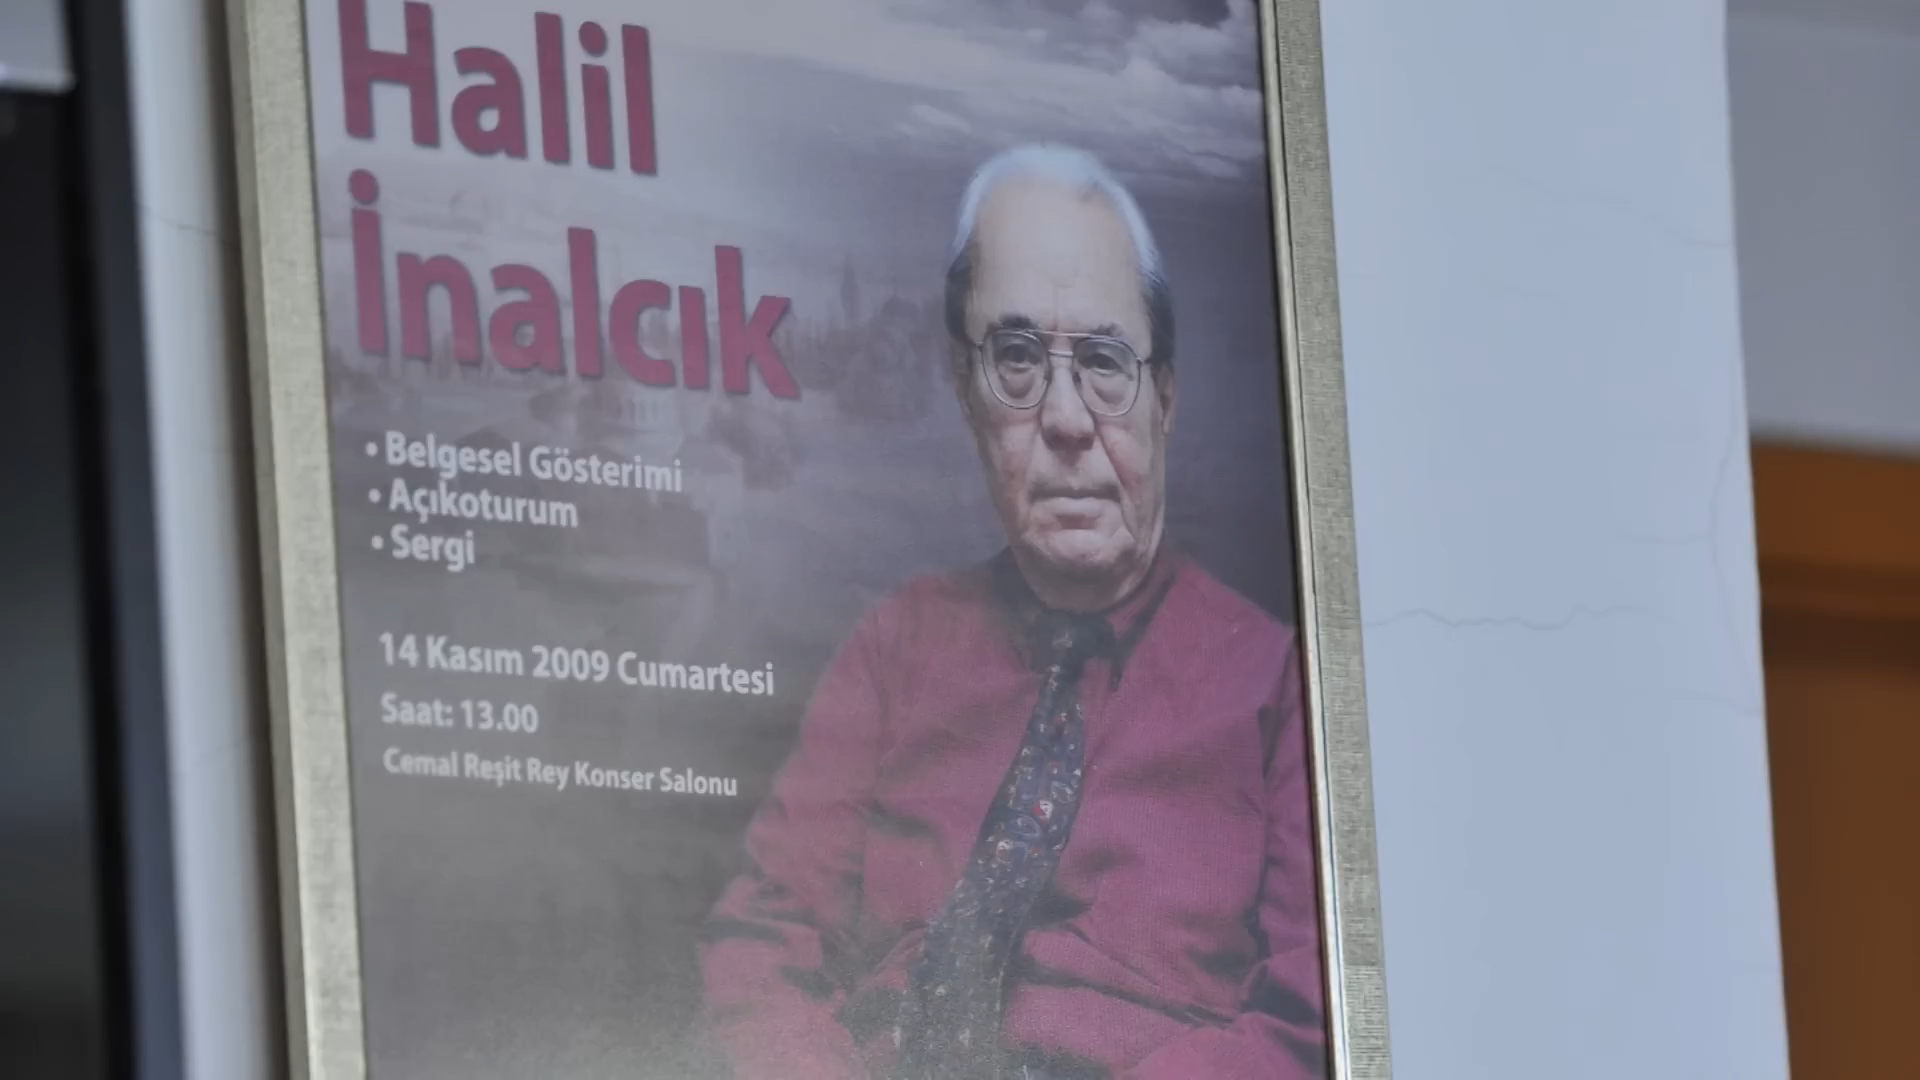 Halil
İnalcık
• Belgesel Gösterimi
• Açıkoturum
• Sergi
14 Kasım 2009 Cumartesi
Saat: 13.00
Cemal Reşit Rey Konser Salonu